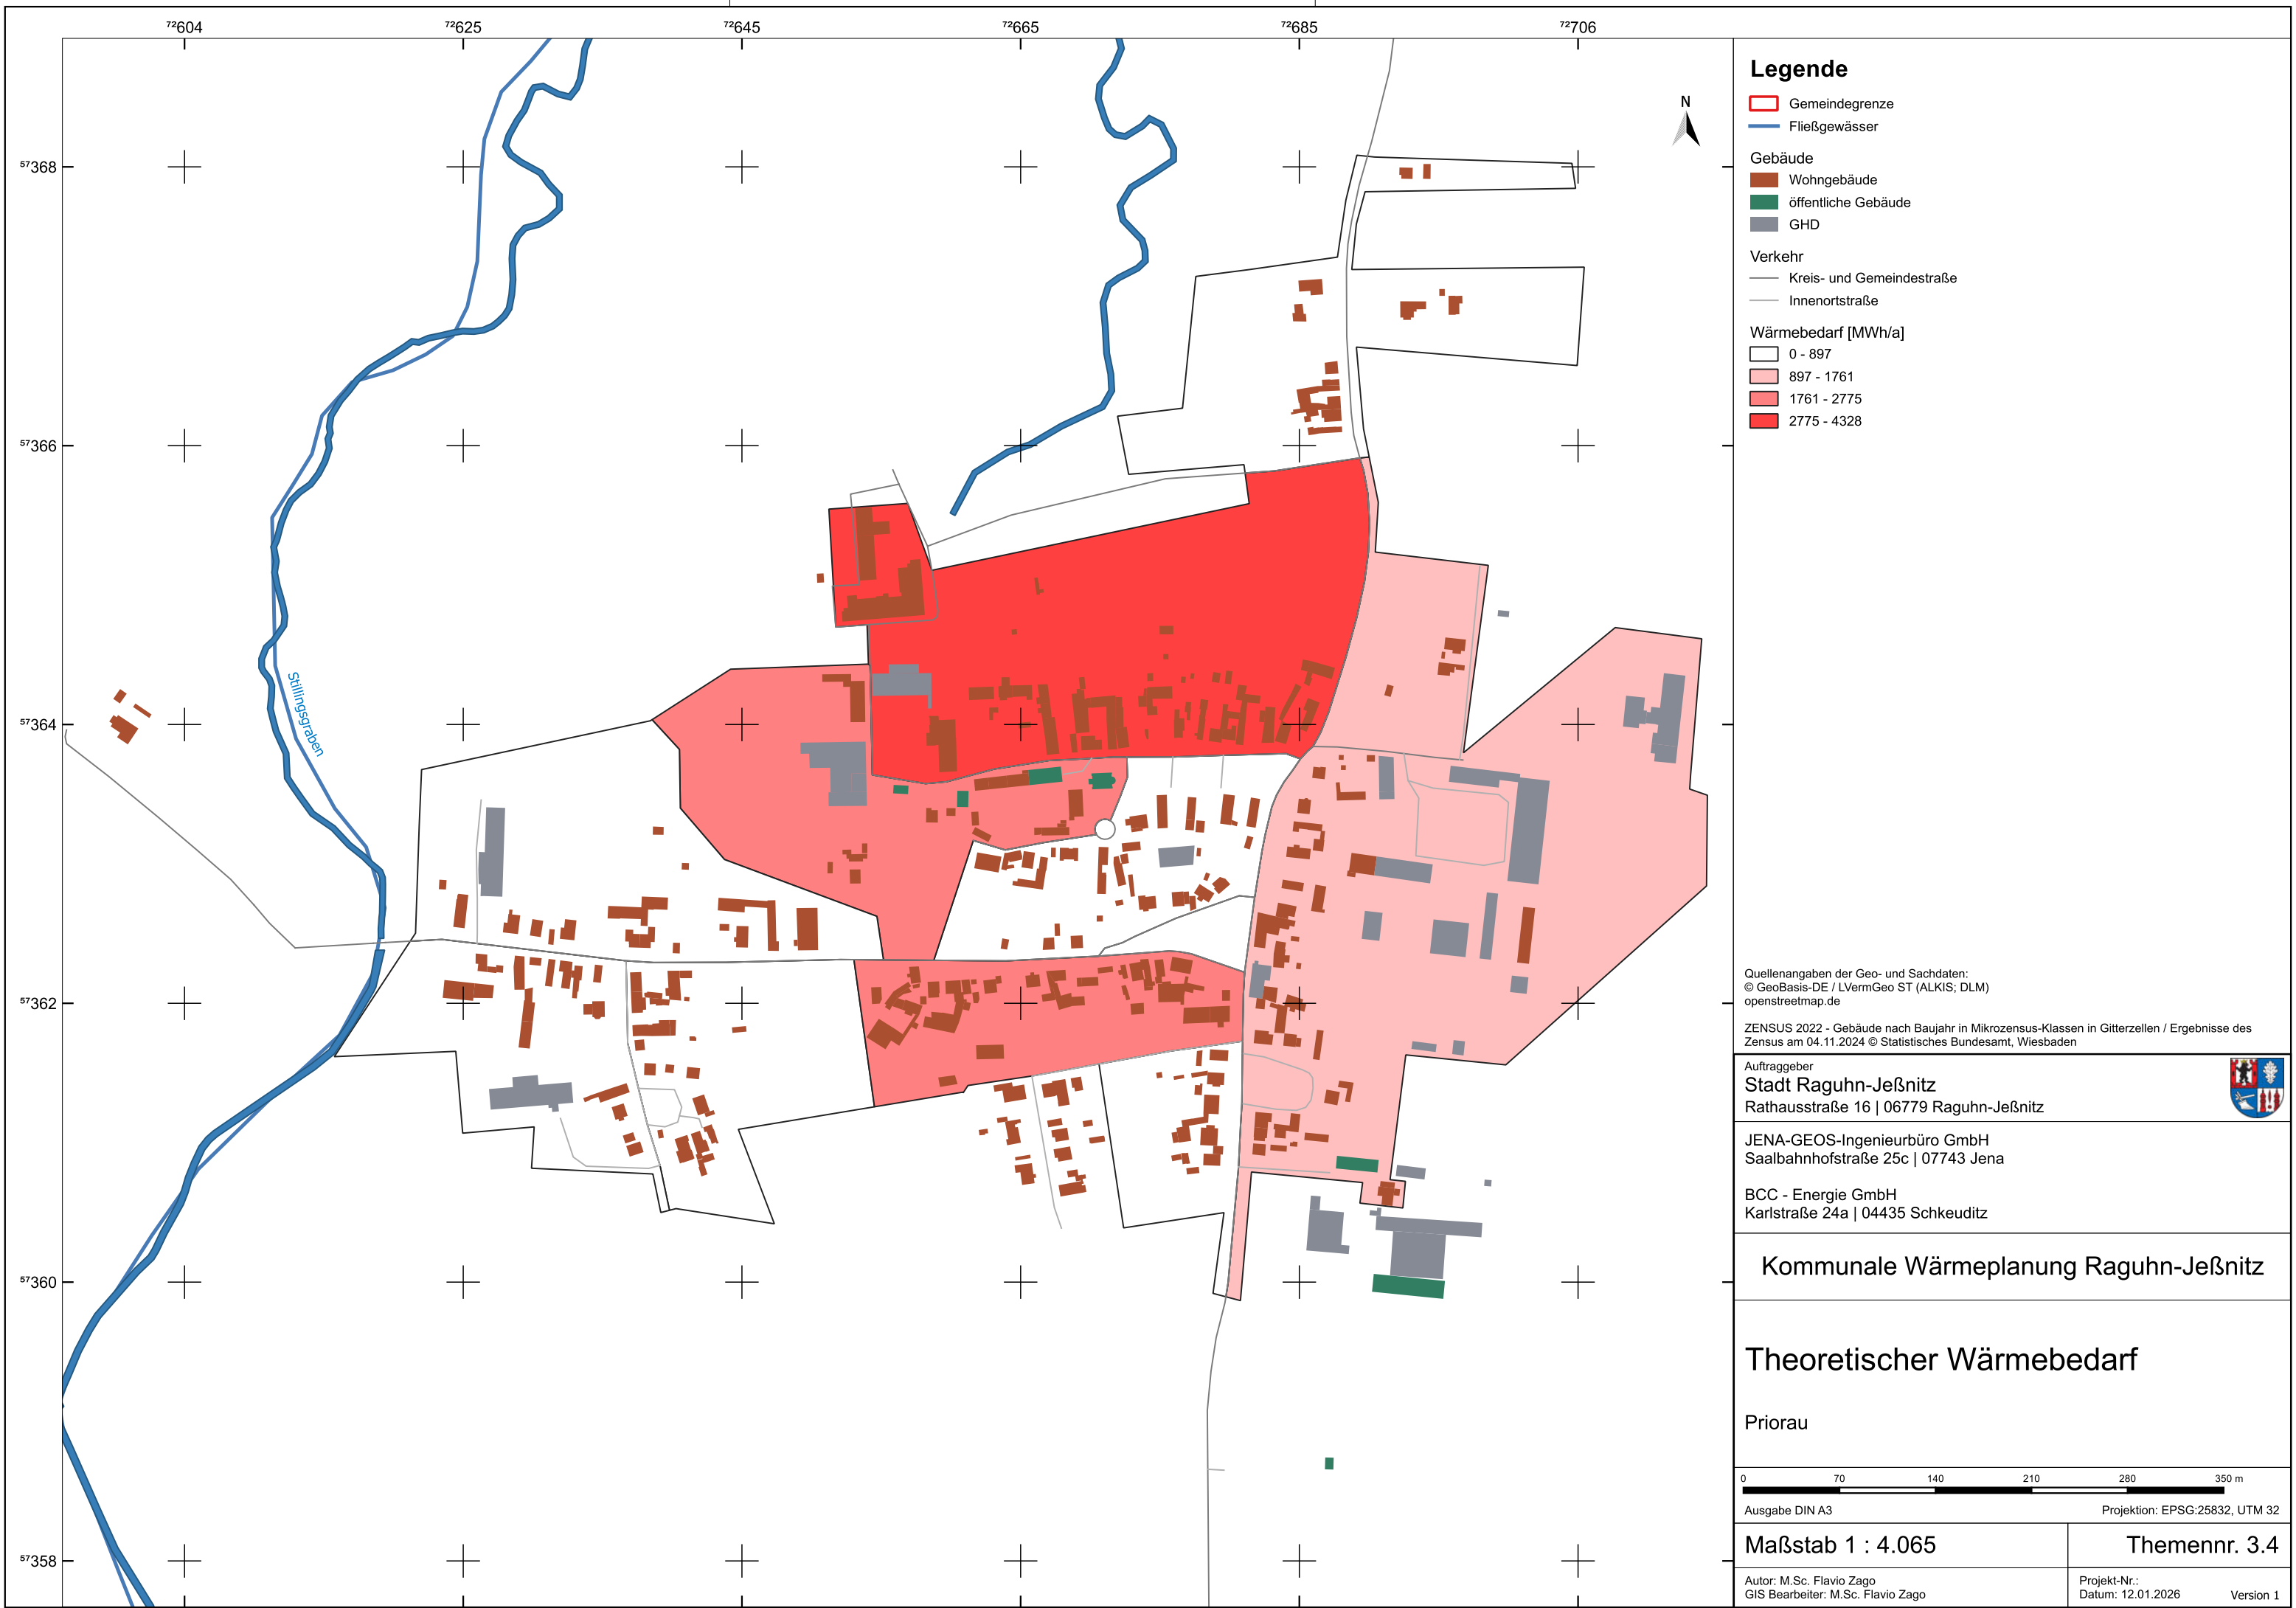 ⁷²604 ⁷²625 ⁷²645 ⁷²665 ⁷²685 ⁷²706
⁵⁷368
⁵⁷366
⁵⁷364
⁵⁷362
⁵⁷360
⁵⁷358
Stillingsgraben
N
Legende
Gemeindegrenze
Fließgewässer
Gebäude
Wohngebäude
öffentliche Gebäude
GHD
Verkehr
Kreis- und Gemeindestraße
Innenortstraße
Wärmebedarf [MWh/a]
0 - 897
897 - 1761
1761 - 2775
2775 - 4328
Quellenangaben der Geo- und Sachdaten:
© GeoBasis-DE / LVermGeo ST (ALKIS; DLM)
openstreetmap.de
ZENSUS 2022 - Gebäude nach Baujahr in Mikrozensus-Klassen in Gitterzellen / Ergebnisse des
Zensus am 04.11.2024 © Statistisches Bundesamt, Wiesbaden
Auftraggeber
Stadt Raguhn-Jeßnitz
Rathausstraße 16 | 06779 Raguhn-Jeßnitz
JENA-GEOS-Ingenieurbüro GmbH
Saalbahnhofstraße 25c | 07743 Jena
BCC - Energie GmbH
Karlstraße 24a | 04435 Schkeuditz
Kommunale Wärmeplanung Raguhn-Jeßnitz
Theoretischer Wärmebedarf
Priorau
0 70 140 210 280 350 m
Ausgabe DIN A3 Projektion: EPSG:25832, UTM 32
Maßstab 1 : 4.065 Themennr. 3.4
Autor: M.Sc. Flavio Zago Projekt-Nr.:
GIS Bearbeiter: M.Sc. Flavio Zago Datum: 12.01.2026 Version 1